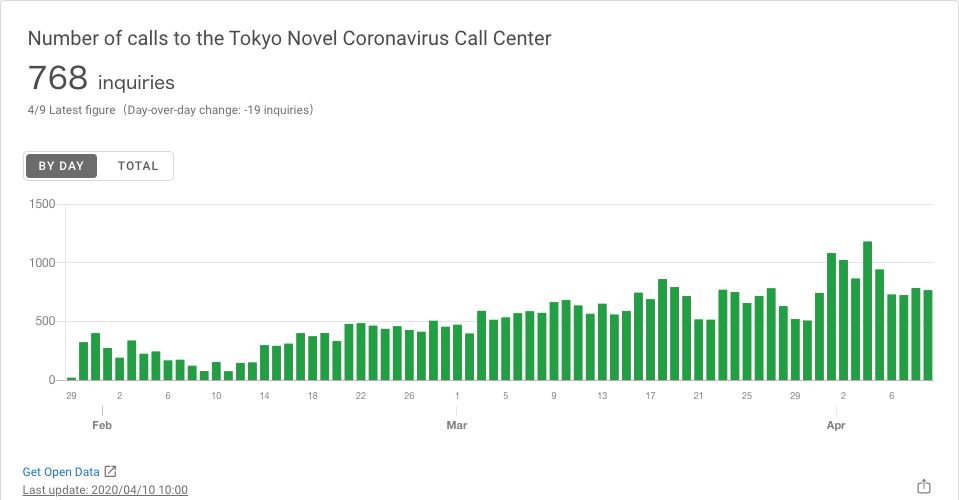 Number of calls to the Tokyo Novel Coronavirus Call Center
768 inquiries
4/9 Latest figure（Day-over-day change: -19 inquiries）
BY DAY TOTAL
1500
1000
500
0
29 2 6 10 14 18 22 26 1 5 9 13 17 21 25 29 2 6
Feb Mar Apr
Get Open Data
Last update: 2020/04/10 10:00